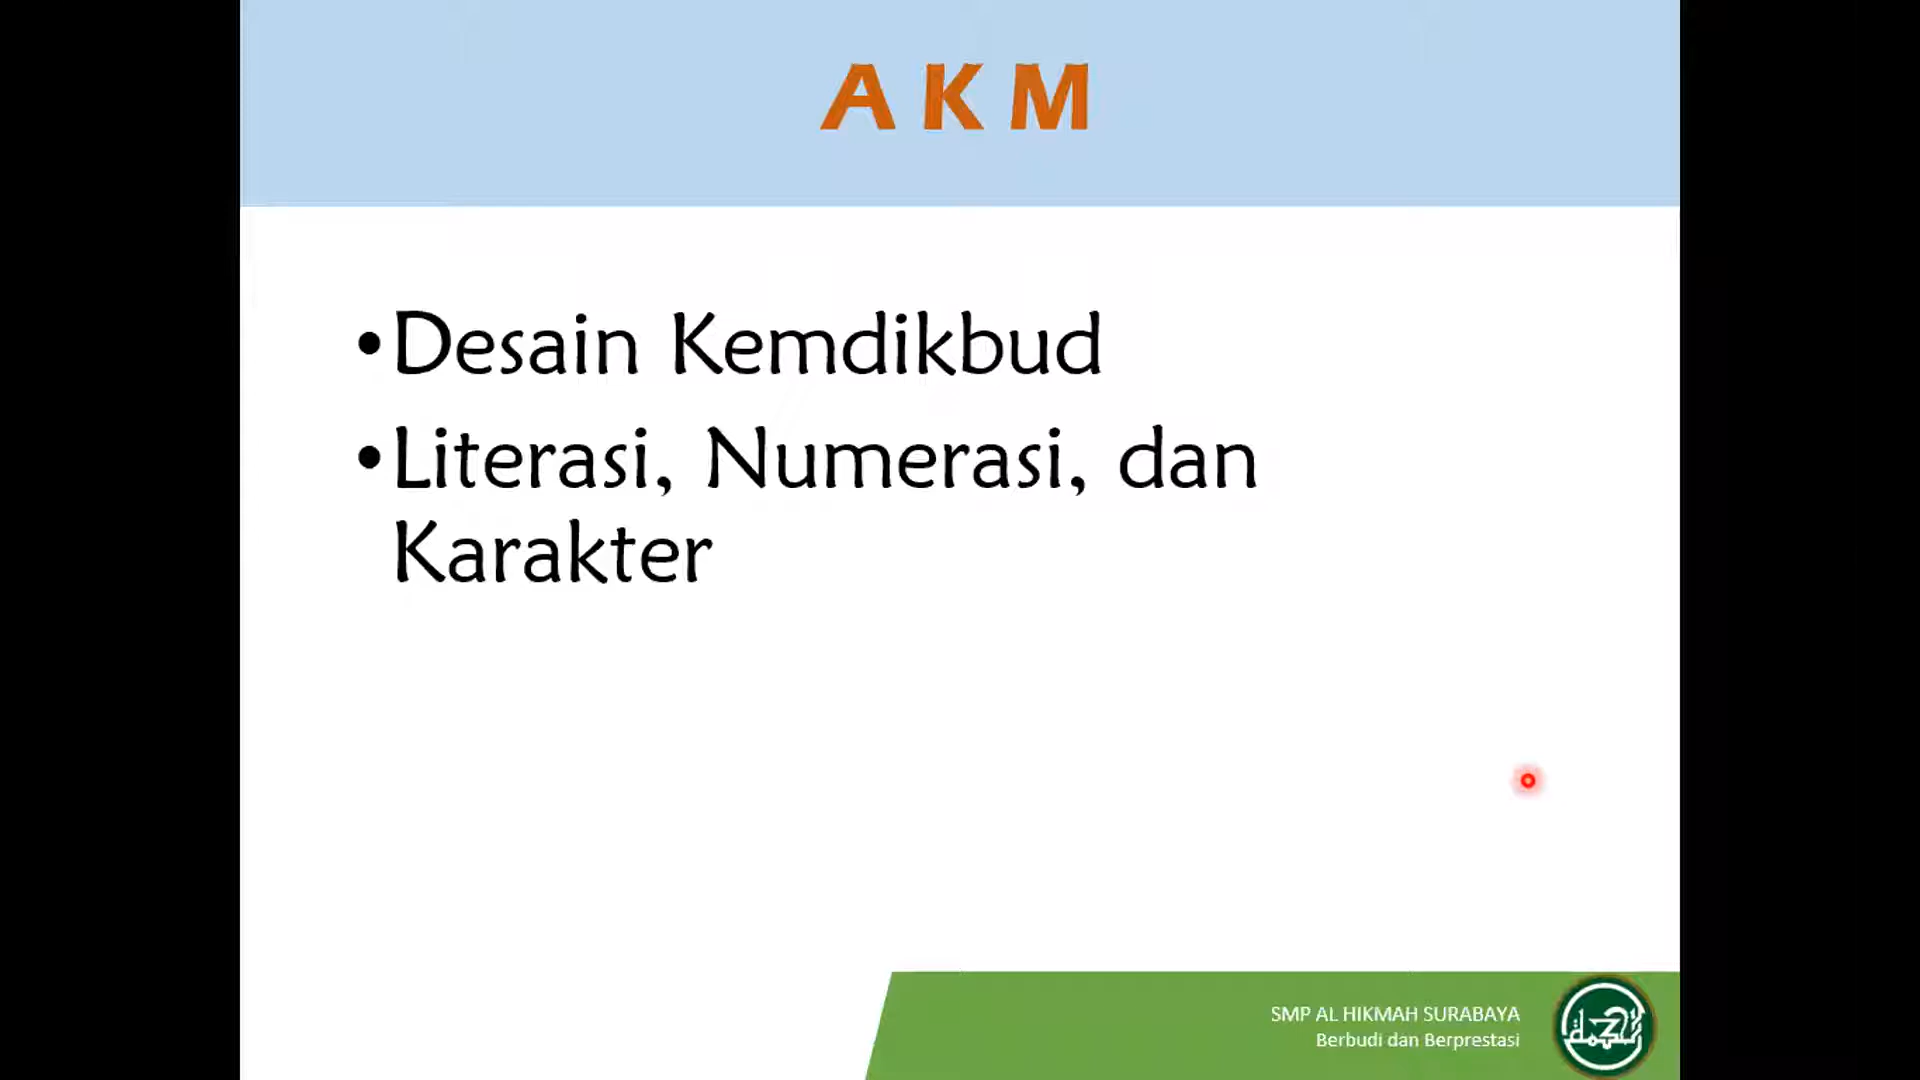 A K M
•Desain Kemdikbud
•Literasi, Numerasi, dan
Karakter
SMP AL HIKMAH SURABAYA
Berbudi dan Berprestasi